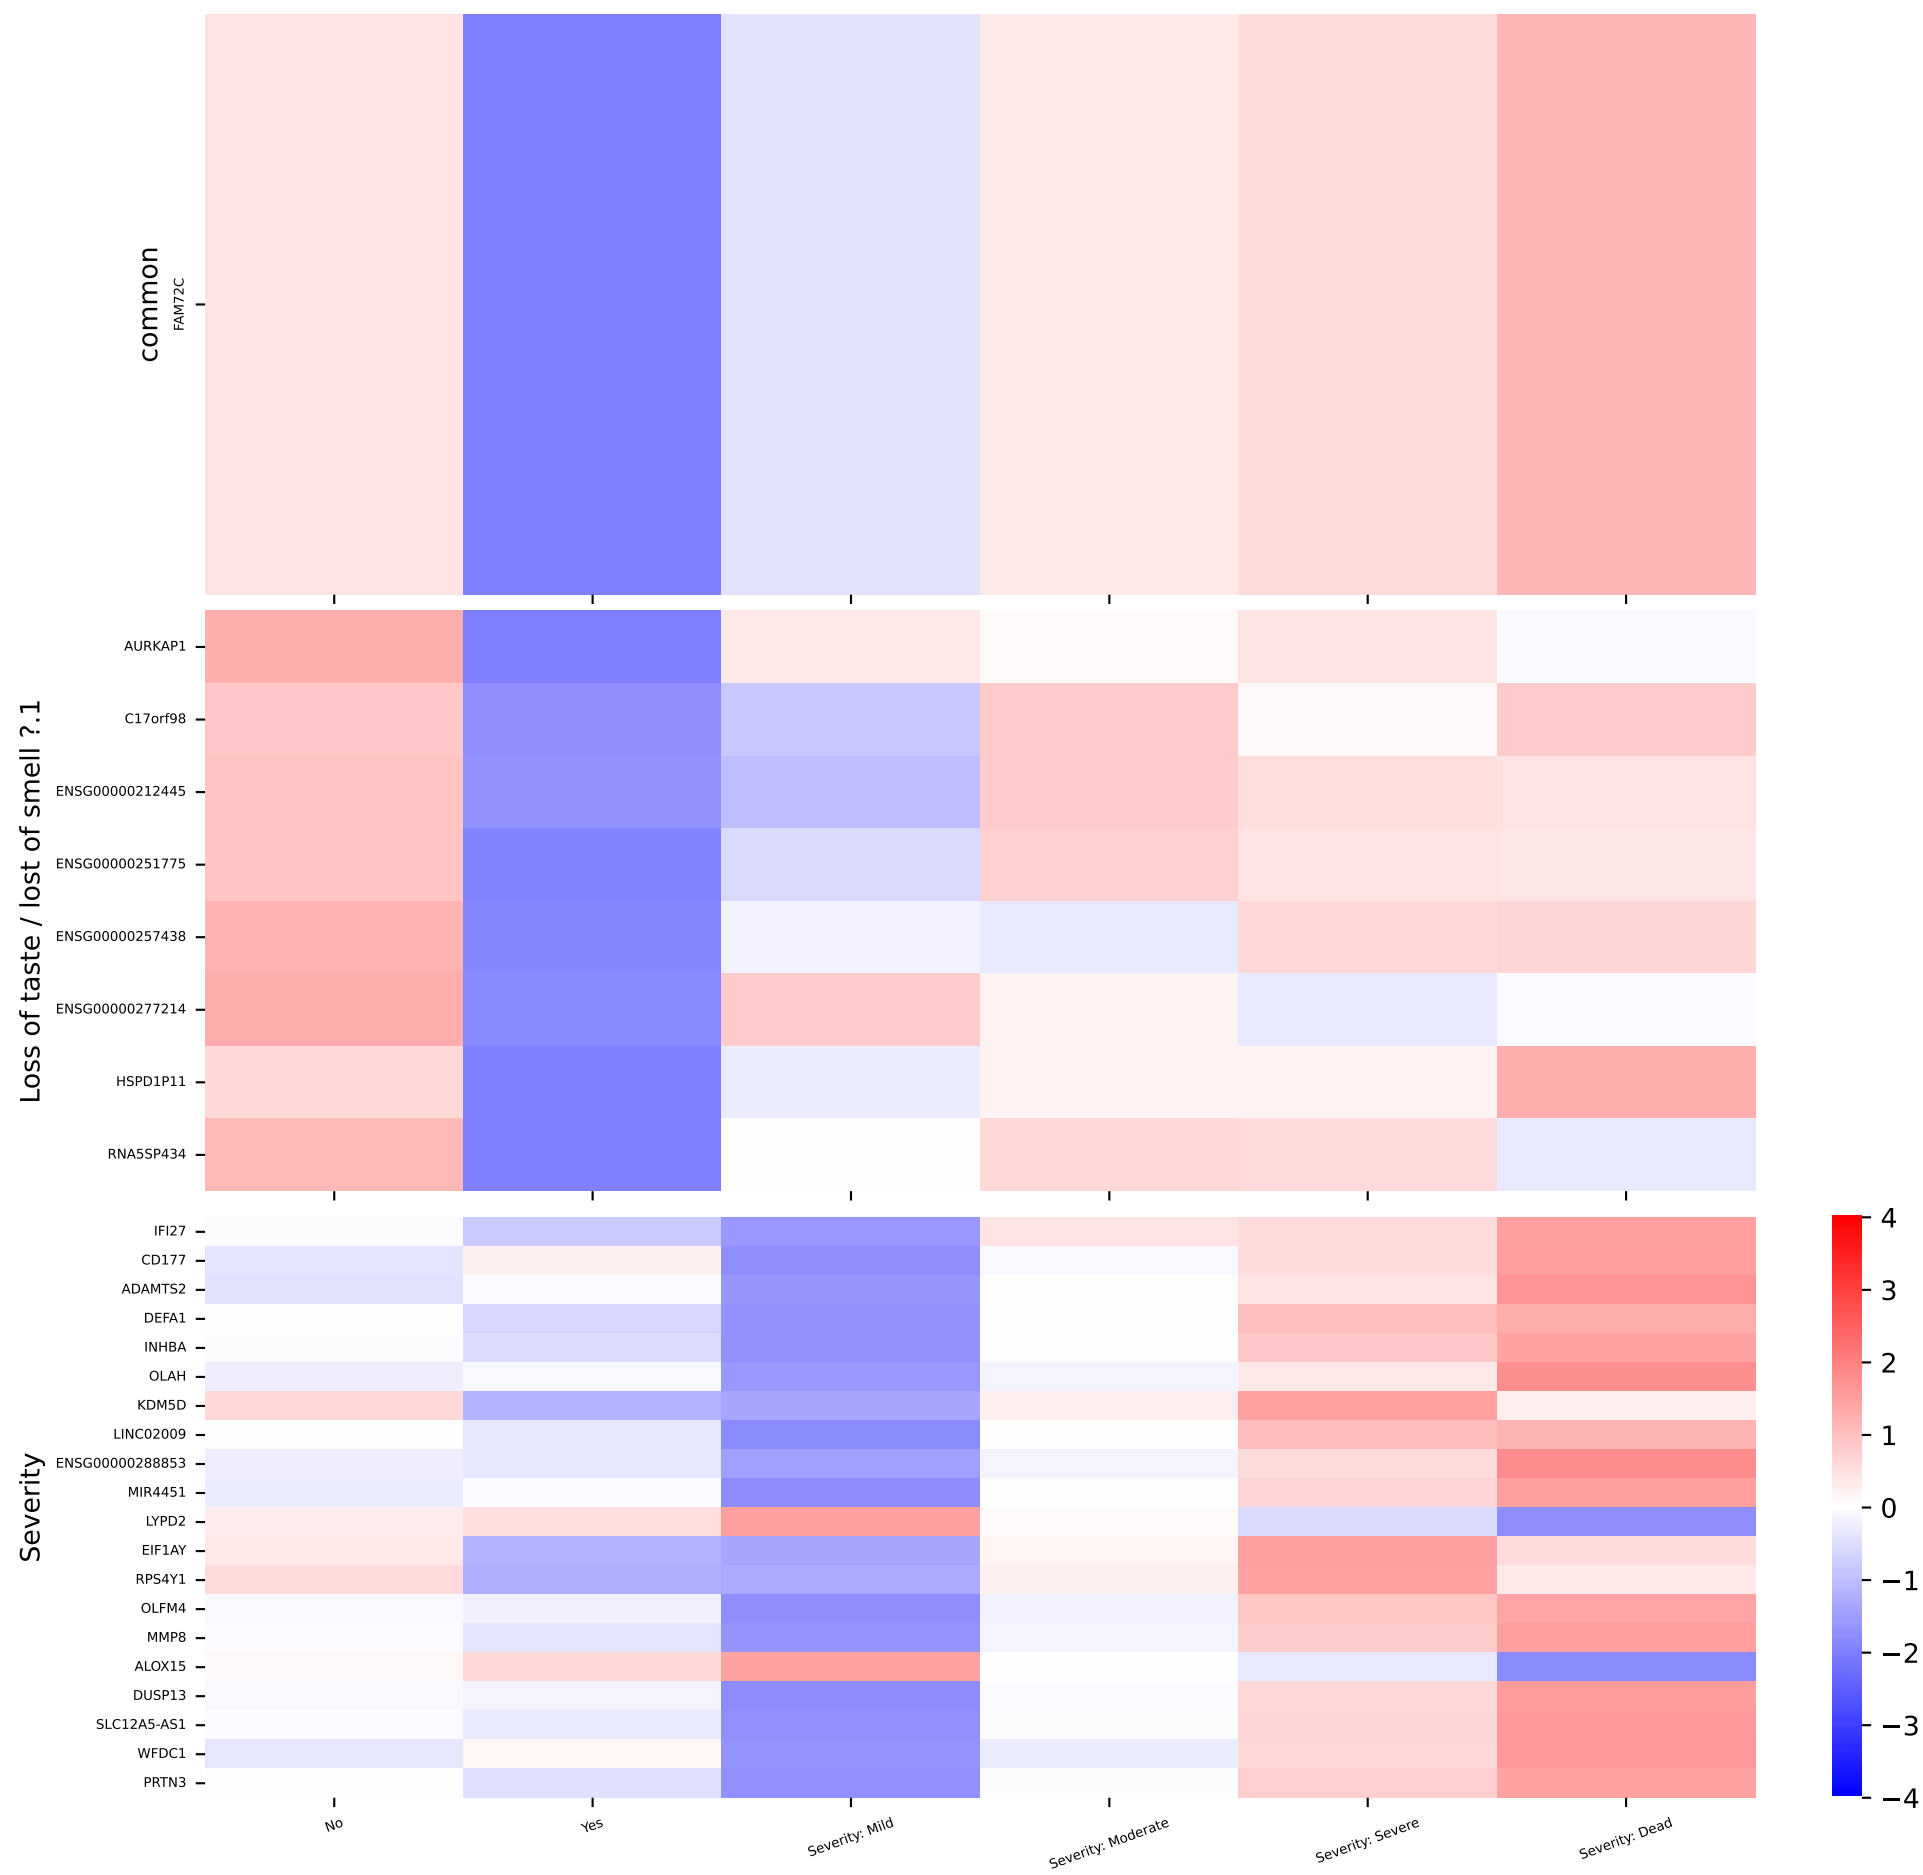 common
FAM72C
Loss of taste / lost of smell ?.1
AURKAP1
C17orf98
ENSG00000212445
ENSG00000251775
ENSG00000257438
ENSG00000277214
HSPD1P11
RNA5SP434
Severity
IFI27
CD177
ADAMTS2
DEFA1
INHBA
OLAH
KDM5D
LINC02009
ENSG00000288853
MIR4451
LYPD2
EIF1AY
RPS4Y1
OLFM4
MMP8
ALOX15
DUSP13
SLC12A5-AS1
WFDC1
PRTN3
No
Yes
Severity: Mild
Severity: Moderate
Severity: Severe
Severity: Dead
4
3
2
1
0
−1
−2
−3
−4